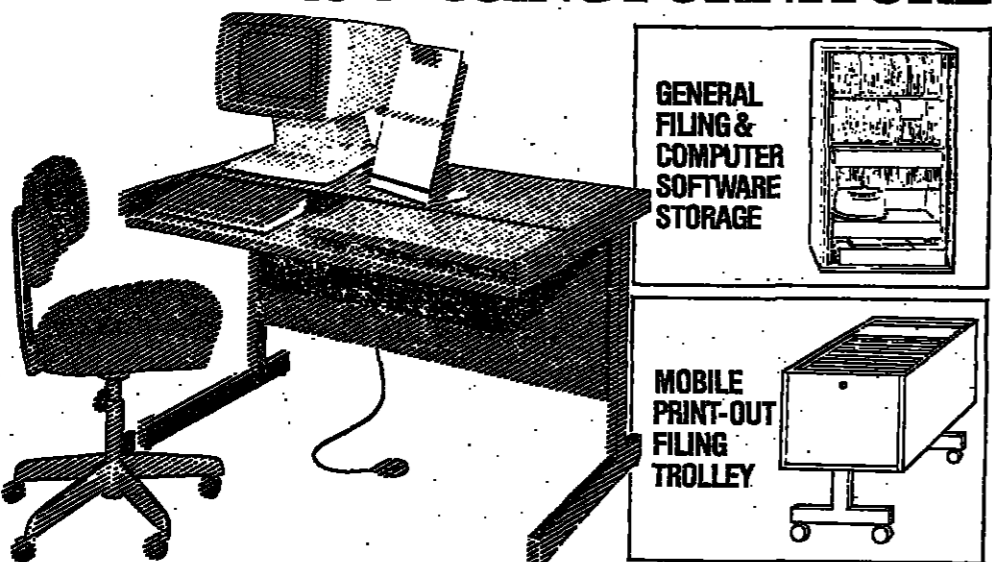 GENERAL
FILING &
COMPUTER
SOFTWARE
STORAGE
MOBILE
PRINT-OUT
FILING
TROLLEY